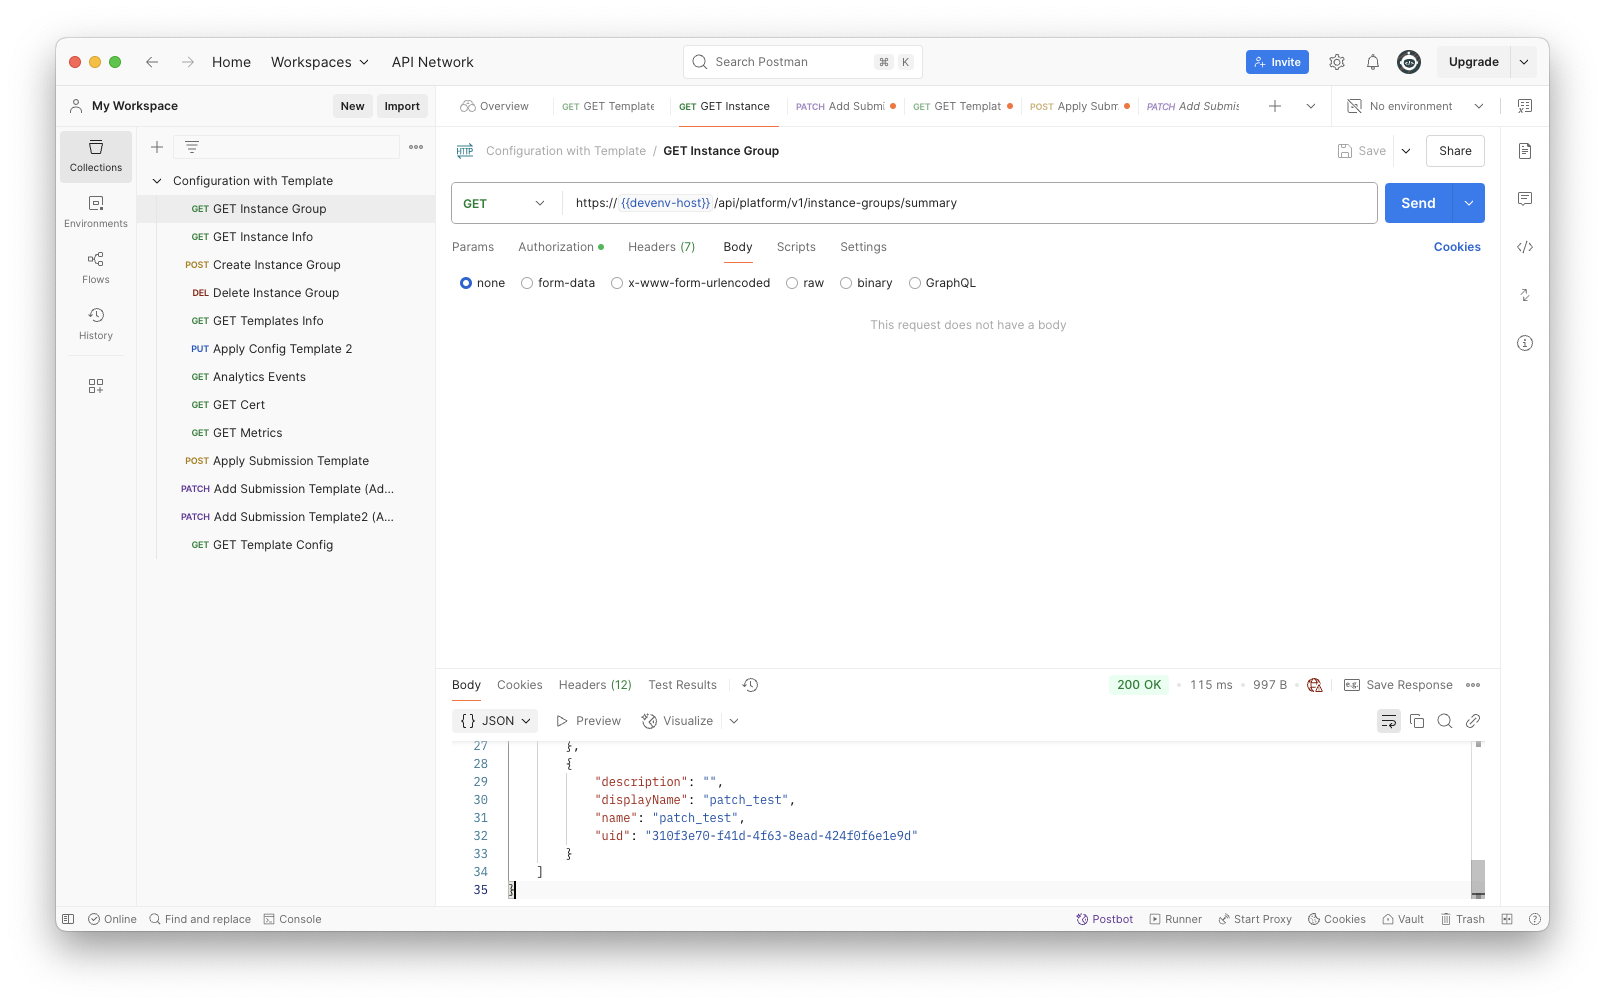 Home
Workspaces
API Network
Search Postman
⌘ K
Invite
Upgrade
My Workspace
New
Import
Overview
GET GET Template
GET GET Instance
PATCH Add Submi
GET GET Templat
POST Apply Subm
PATCH Add Submis
No environment
Collections
Environments
Flows
History
Configuration with Template
GET GET Instance Group
GET GET Instance Info
POST Create Instance Group
DEL Delete Instance Group
GET GET Templates Info
PUT Apply Config Template 2
GET Analytics Events
GET GET Cert
GET GET Metrics
POST Apply Submission Template
PATCH Add Submission Template (Ad...
PATCH Add Submission Template2 (A...
GET GET Template Config
HTTP
Configuration with Template / GET Instance Group
Save
Share
GET
https://{{devenv-host}}/api/platform/v1/instance-groups/summary
Send
Params
Authorization
Headers (7)
Body
Scripts
Settings
Cookies
none
form-data
x-www-form-urlencoded
raw
binary
GraphQL
This request does not have a body
Body
Cookies
Headers (12)
Test Results
200 OK
115 ms
997 B
e.g. Save Response
{} JSON
Preview
Visualize
27 },
28 {
29 "description": "",
30 "displayName": "patch_test",
31 "name": "patch_test",
32 "uid": "310f3e70-f41d-4f63-8ead-424f0f6e1e9d"
33 }
34 ]
35 }
Online
Find and replace
Console
Postbot
Runner
Start Proxy
Cookies
Vault
Trash